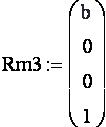 Rm3 := ( b
0
0
1 )